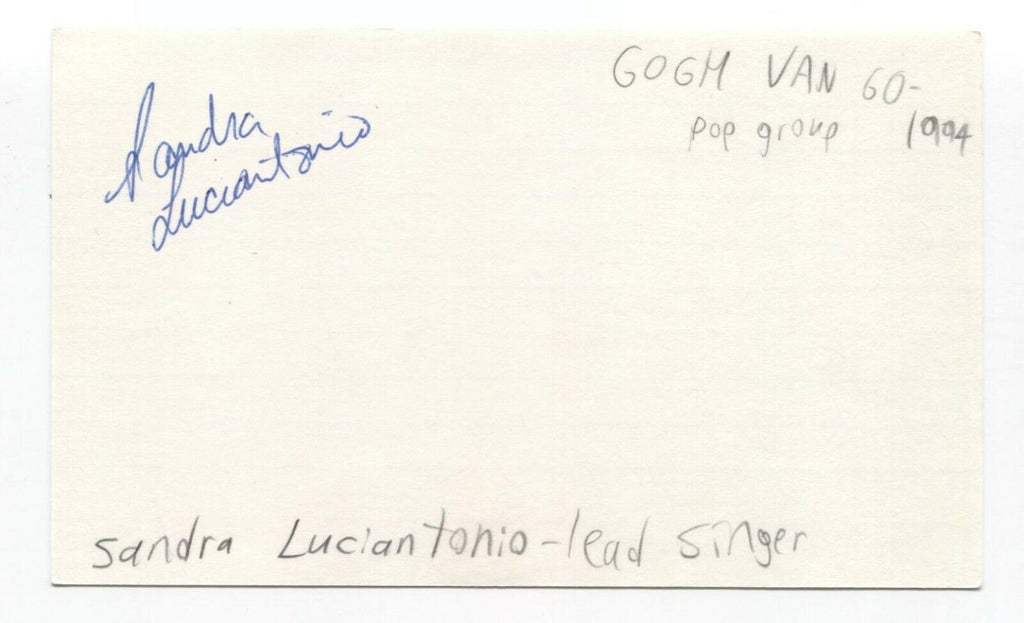 GOGH VAN GO-
pop group 1994
Sandra
Luciantonio
Sandra Luciantonio-lead singer